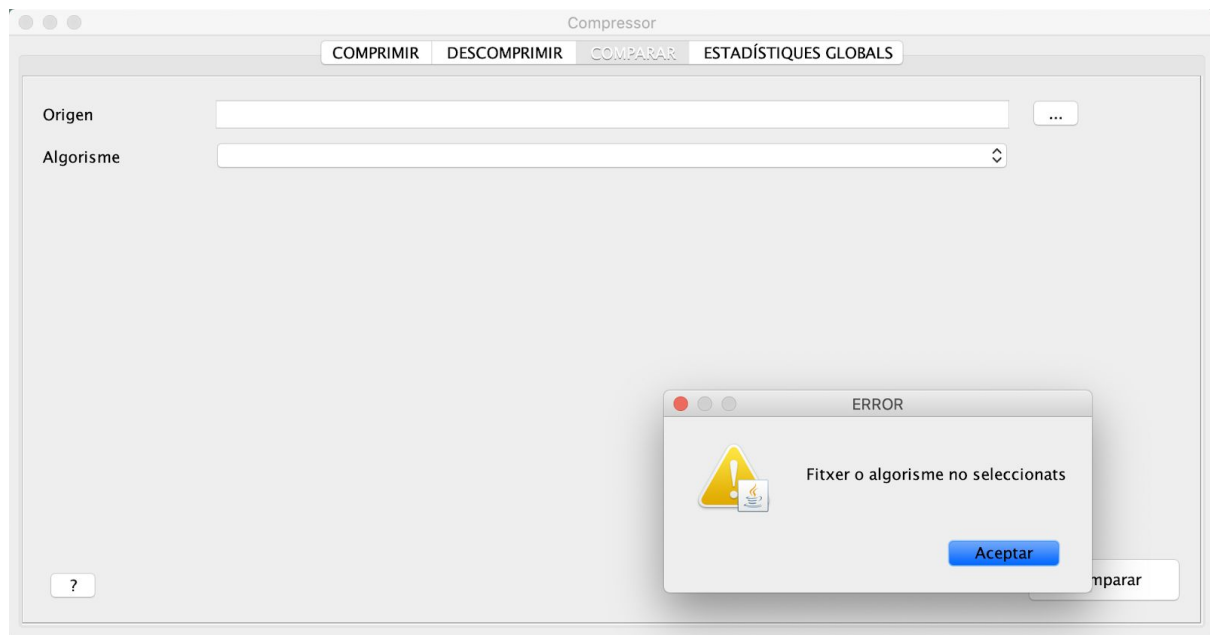 Compressor
COMPRIMIR DESCOMPRIMIR COMPARAR ESTADÍSTIQUES GLOBALS
Origen ...
Algorisme
ERROR
Fitxer o algorisme no seleccionats
Aceptar
? mparar